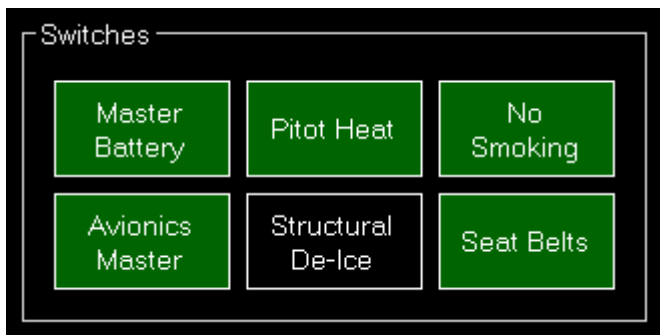 Switches
Master
Battery
Pitot Heat
No
Smoking
Avionics
Master
Structural
De-Ice
Seat Belts